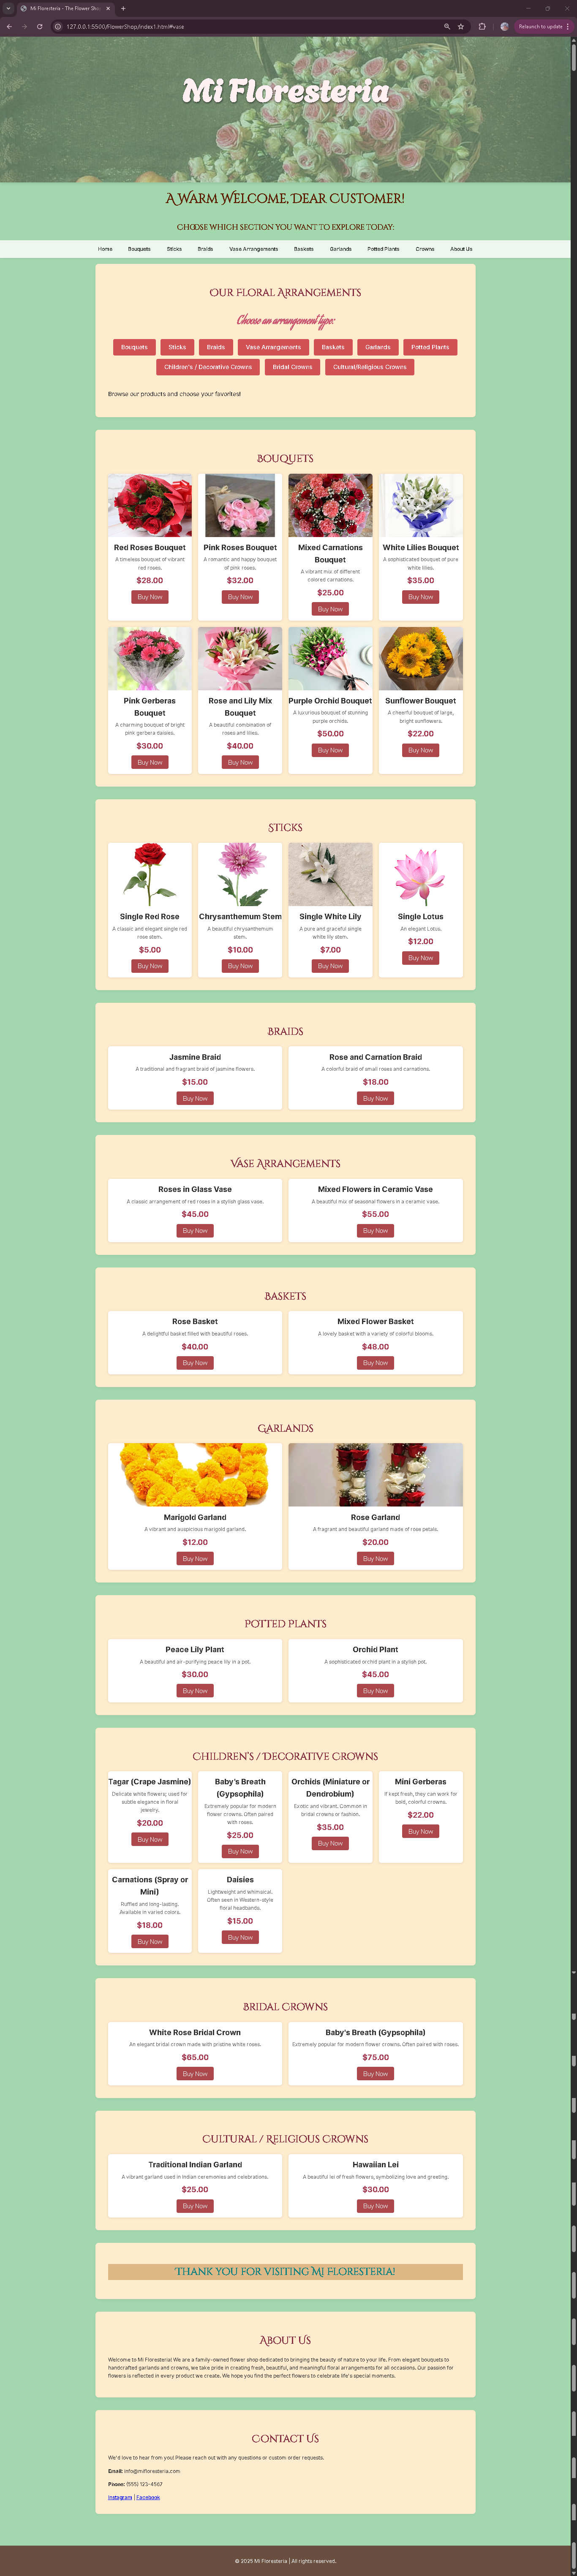 Mi Floresteria - The Flower Shop
127.0.0.1:5500/FlowerShop/index1.html#vase
Relaunch to update
Mi Floresteria
A Warm Welcome, Dear Customer!
Choose which section you want to explore today:
Home Bouquets Sticks Braids Vase Arrangements Baskets Garlands Potted Plants Crowns About Us
Our Floral Arrangements
Choose an arrangement type:
Bouquets Sticks Braids Vase Arrangements Baskets Garlands Potted Plants
Children's / Decorative Crowns Bridal Crowns Cultural/Religious Crowns
Browse our products and choose your favorites!
Bouquets
Red Roses Bouquet
A timeless bouquet of vibrant
red roses.
$28.00
Buy Now
Pink Roses Bouquet
A romantic and happy bouquet
of pink roses.
$32.00
Buy Now
Mixed Carnations
Bouquet
A vibrant mix of different
colored carnations.
$25.00
Buy Now
White Lilies Bouquet
A sophisticated bouquet of pure
white lilies.
$35.00
Buy Now
Pink Gerberas
Bouquet
A charming bouquet of bright
pink gerbera daisies.
$30.00
Buy Now
Rose and Lily Mix
Bouquet
A beautiful combination of
roses and lilies.
$40.00
Buy Now
Purple Orchid Bouquet
A luxurious bouquet of stunning
purple orchids.
$50.00
Buy Now
Sunflower Bouquet
A cheerful bouquet of large,
bright sunflowers.
$22.00
Buy Now
Sticks
Single Red Rose
A classic and elegant single red
rose stem.
$5.00
Buy Now
Chrysanthemum Stem
A beautiful chrysanthemum
stem.
$10.00
Buy Now
Single White Lily
A pure and graceful single
white lily stem.
$7.00
Buy Now
Single Lotus
An elegant Lotus.
$12.00
Buy Now
Braids
Jasmine Braid
A traditional and fragrant braid of jasmine flowers.
$15.00
Buy Now
Rose and Carnation Braid
A colorful braid of small roses and carnations.
$18.00
Buy Now
Vase Arrangements
Roses in Glass Vase
A classic arrangement of red roses in a stylish glass vase.
$45.00
Buy Now
Mixed Flowers in Ceramic Vase
A beautiful mix of seasonal flowers in a ceramic vase.
$55.00
Buy Now
Baskets
Rose Basket
A delightful basket filled with beautiful roses.
$40.00
Buy Now
Mixed Flower Basket
A lovely basket with a variety of colorful blooms.
$48.00
Buy Now
Garlands
Marigold Garland
A vibrant and auspicious marigold garland.
$12.00
Buy Now
Rose Garland
A fragrant and beautiful garland made of rose petals.
$20.00
Buy Now
Potted Plants
Peace Lily Plant
A beautiful and air-purifying peace lily in a pot.
$30.00
Buy Now
Orchid Plant
A sophisticated orchid plant in a stylish pot.
$45.00
Buy Now
Children's / Decorative Crowns
Tagar (Crape Jasmine)
Delicate white flowers; used for
subtle elegance in floral
jewelry.
$20.00
Buy Now
Baby's Breath
(Gypsophila)
Extremely popular for modern
flower crowns. Often paired
with roses.
$25.00
Buy Now
Orchids (Miniature or
Dendrobium)
Exotic and vibrant. Common in
bridal crowns or fashion.
$35.00
Buy Now
Mini Gerberas
If kept fresh, they can work for
bold, colorful crowns.
$22.00
Buy Now
Carnations (Spray or
Mini)
Ruffled and long-lasting.
Available in varied colors.
$18.00
Buy Now
Daisies
Lightweight and whimsical.
Often seen in Western-style
floral headbands.
$15.00
Buy Now
Bridal Crowns
White Rose Bridal Crown
An elegant bridal crown made with pristine white roses.
$65.00
Buy Now
Baby's Breath (Gypsophila)
Extremely popular for modern flower crowns. Often paired with roses.
$75.00
Buy Now
Cultural / Religious Crowns
Traditional Indian Garland
A vibrant garland used in Indian ceremonies and celebrations.
$25.00
Buy Now
Hawaiian Lei
A beautiful lei of fresh flowers, symbolizing love and greeting.
$30.00
Buy Now
Thank you for visiting Mi Floresteria!
About Us
Welcome to Mi Floresteria! We are a family-owned flower shop dedicated to bringing the beauty of nature to your life. From elegant bouquets to
handcrafted garlands and crowns, we take pride in creating fresh, beautiful, and meaningful floral arrangements for all occasions. Our passion for
flowers is reflected in every product we create. We hope you find the perfect flowers to celebrate life's special moments.
Contact Us
We'd love to hear from you! Please reach out with any questions or custom order requests.
Email: info@mifloresteria.com
Phone: (555) 123-4567
Instagram | Facebook
© 2025 Mi Floresteria | All rights reserved.